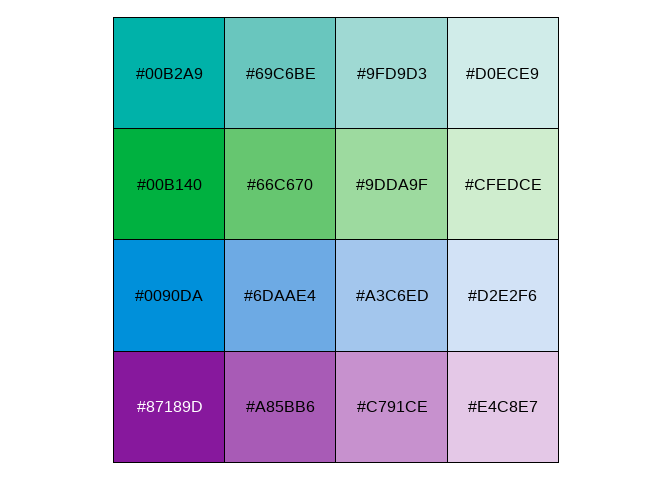 #00B2A9 #69C6BE #9FD9D3 #D0ECE9
#00B140 #66C670 #9DDA9F #CFEDCE
#0090DA #6DAAE4 #A3C6ED #D2E2F6
#87189D #A85BB6 #C791CE #E4C8E7